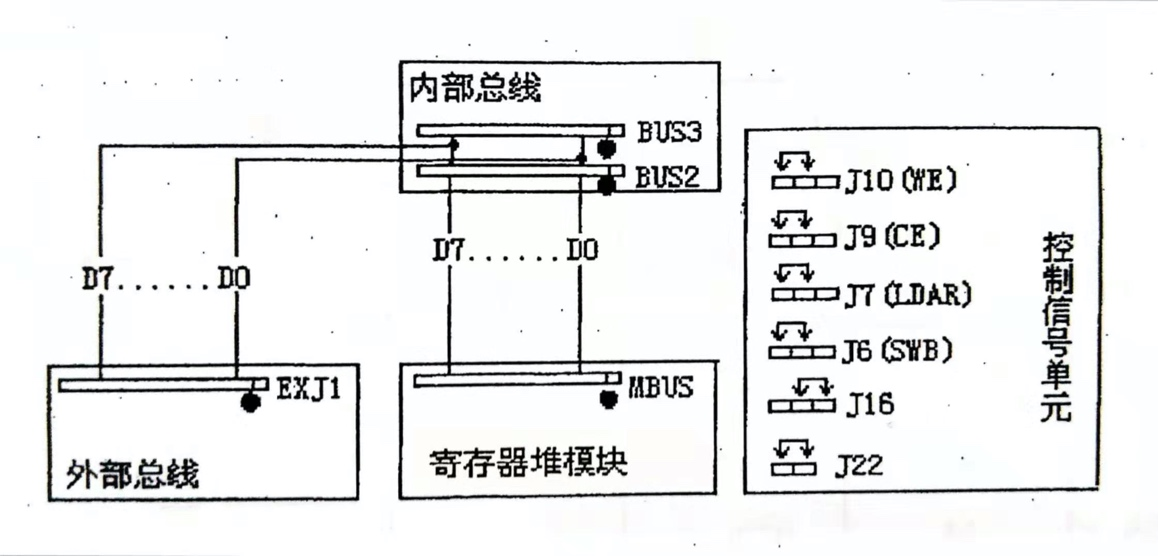 内部总线
BUS3
BUS2
D7......D0
D7......D0
EXJ1
外部总线
MBUS
寄存器堆模块
J10(WE)
J9(CE)
J7(LDAR)
J6(SWB)
J16
J22
控制信号单元